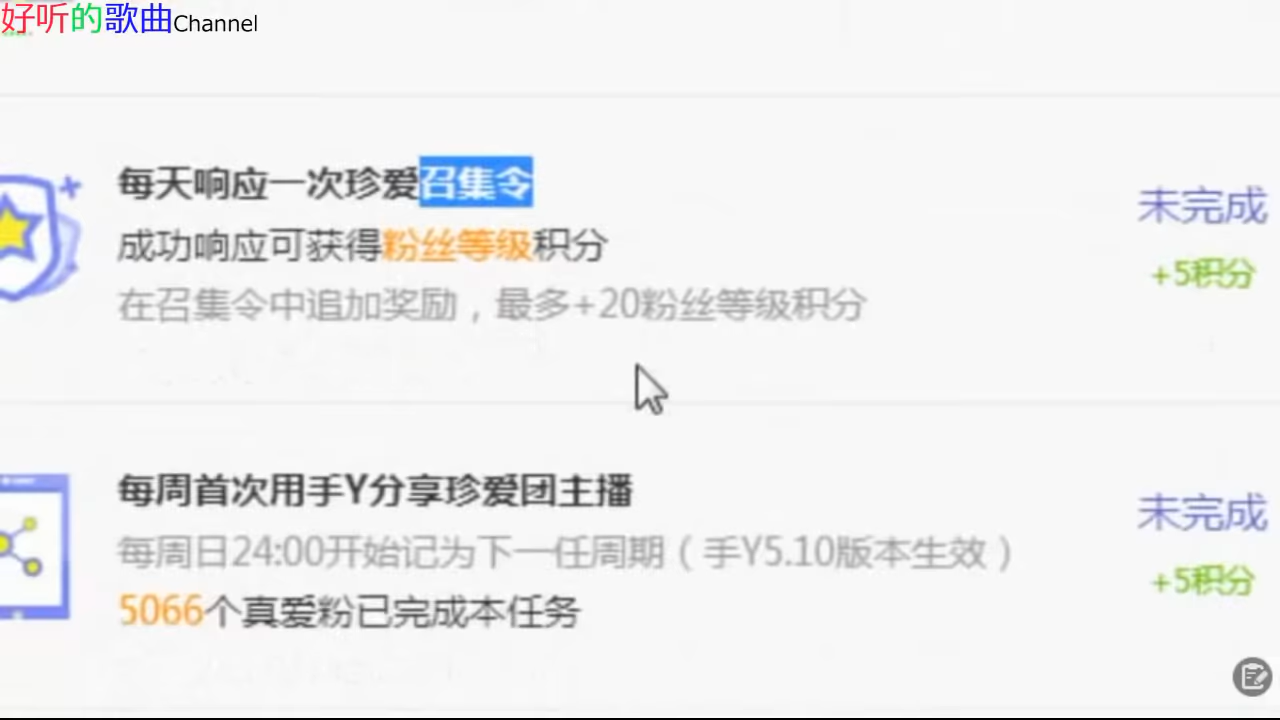 好听的歌曲Channel
每天响应一次珍爱召集令
成功响应可获得粉丝等级积分
在召集令中追加奖励，最多+20粉丝等级积分
未完成
+5积分
每周首次用手Y分享珍爱团主播
每周日24:00开始记为下一任周期（手Y5.10版本生效）
5066个真爱粉已完成本任务
未完成
+5积分